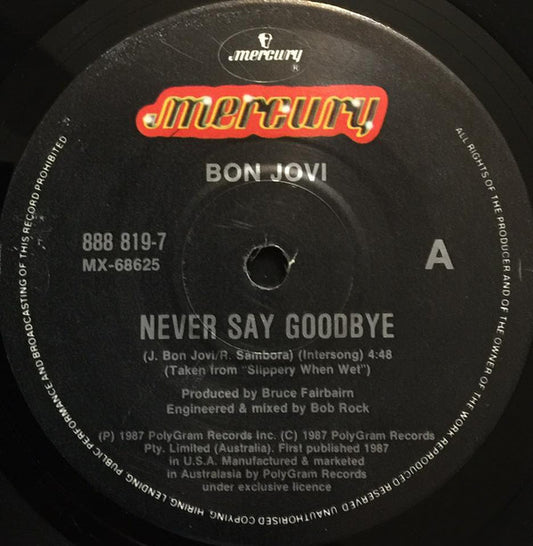 mercury
®
mercury
BON JOVI
888 819-7
MX-68625
A
NEVER SAY GOODBYE
(J. Bon Jovi/R. Sambora) (Intersong) 4:48
(Taken from "Slippery When Wet")
Produced by Bruce Fairbairn
Engineered & mixed by Bob Rock
(P) 1987 PolyGram Records Inc. (C) 1987 PolyGram Records
Pty. Limited (Australia). First published 1987
in U.S.A. Manufactured & marketed
in Australasia by PolyGram Records
under exclusive licence
ALL RIGHTS OF THE PRODUCER AND OF THE OWNER OF THE WORK REPRODUCED RESERVED UNAUTHORISED COPYING, HIRING, LENDING, PUBLIC PERFORMANCE AND BROADCASTING OF THIS RECORD PROHIBITED